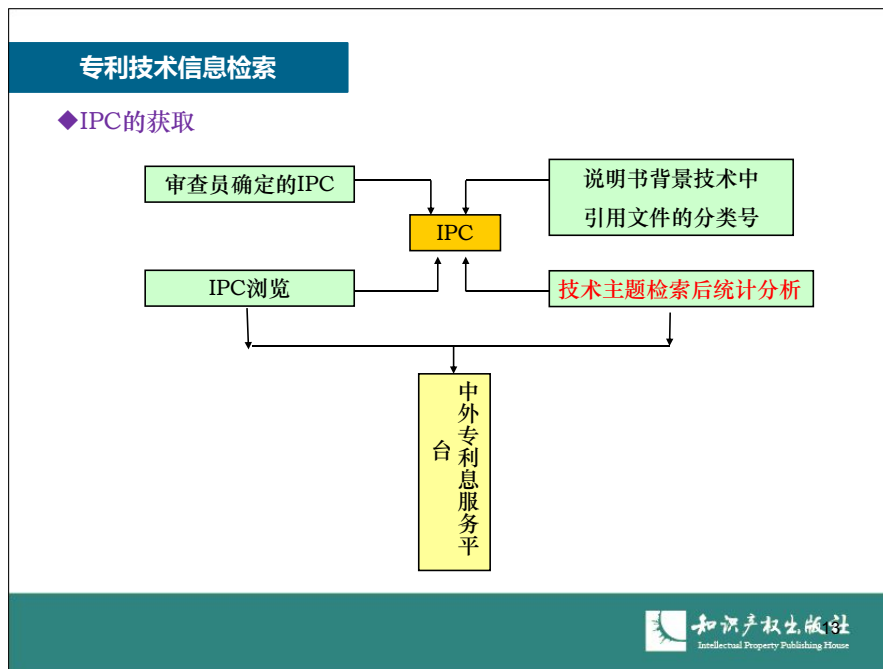 专利技术信息检索
◆IPC的获取
审查员确定的IPC
说明书背景技术中
引用文件的分类号
IPC
IPC浏览
技术主题检索后统计分析
中外专利息服务平
台
知识产权出版社
13
Intellectual Property Publishing House